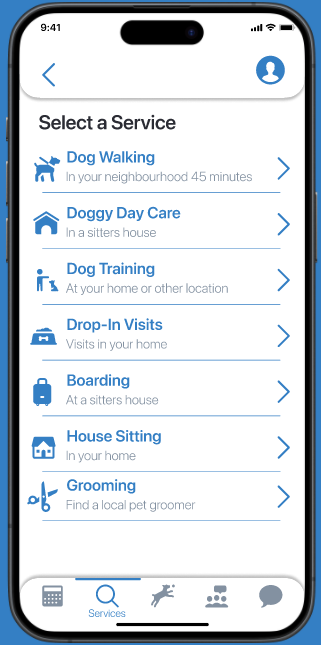 9:41
Select a Service
Dog Walking
In your neighbourhood 45 minutes
Doggy Day Care
In a sitters house
Dog Training
At your home or other location
Drop-In Visits
Visits in your home
Boarding
At a sitters house
House Sitting
In your home
Grooming
Find a local pet groomer
Services